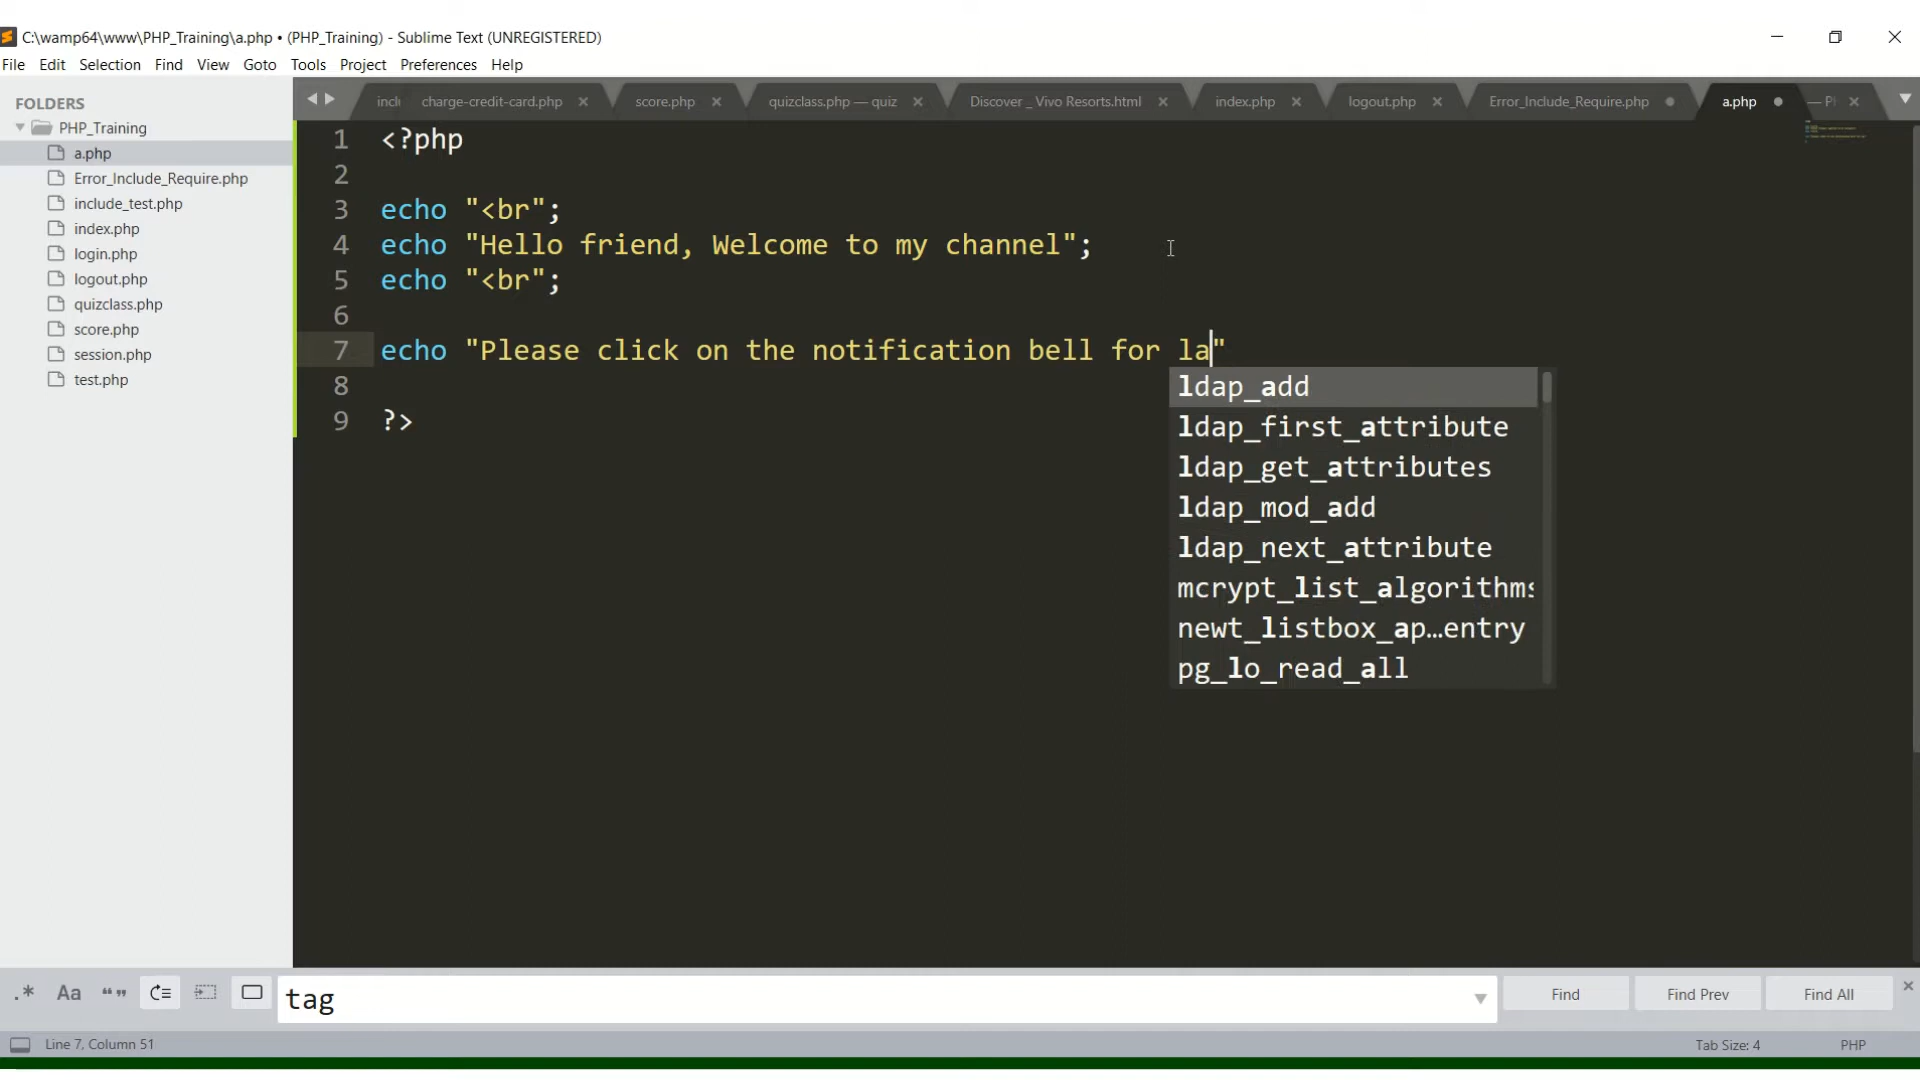 C:\wamp64\www\PHP_Training\a.php • (PHP_Training) - Sublime Text (UNREGISTERED)
File Edit Selection Find View Goto Tools Project Preferences Help
FOLDERS
PHP_Training
a.php
Error_Include_Require.php
include_test.php
index.php
login.php
logout.php
quizclass.php
score.php
session.php
test.php
charge-credit-card.php score.php quizclass.php — quiz Discover _ Vivo Resorts.html index.php logout.php Error_Include_Require.php a.php
1 <?php
2
3 echo "<br";
4 echo "Hello friend, Welcome to my channel";
5 echo "<br";
6
7 echo "Please click on the notification bell for la"
8
9 ?>
ldap_add
ldap_first_attribute
ldap_get_attributes
ldap_mod_add
ldap_next_attribute
mcrypt_list_algorithms
newt_listbox_ap…entry
pg_lo_read_all
.* Aa “” tag Find Find Prev Find All
Line 7, Column 51 Tab Size: 4 PHP